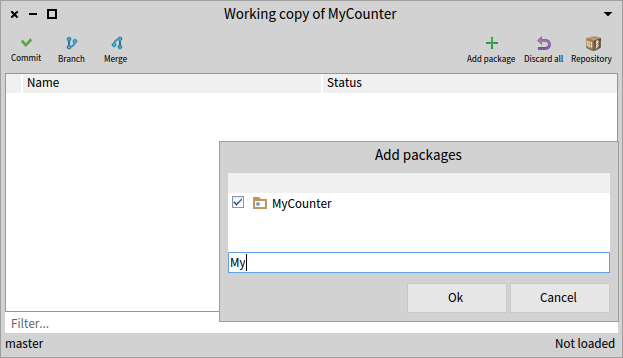 Working copy of MyCounter
Commit Branch Merge Add package Discard all Repository
Name Status
Add packages
MyCounter
My
Ok Cancel
Filter...
master Not loaded